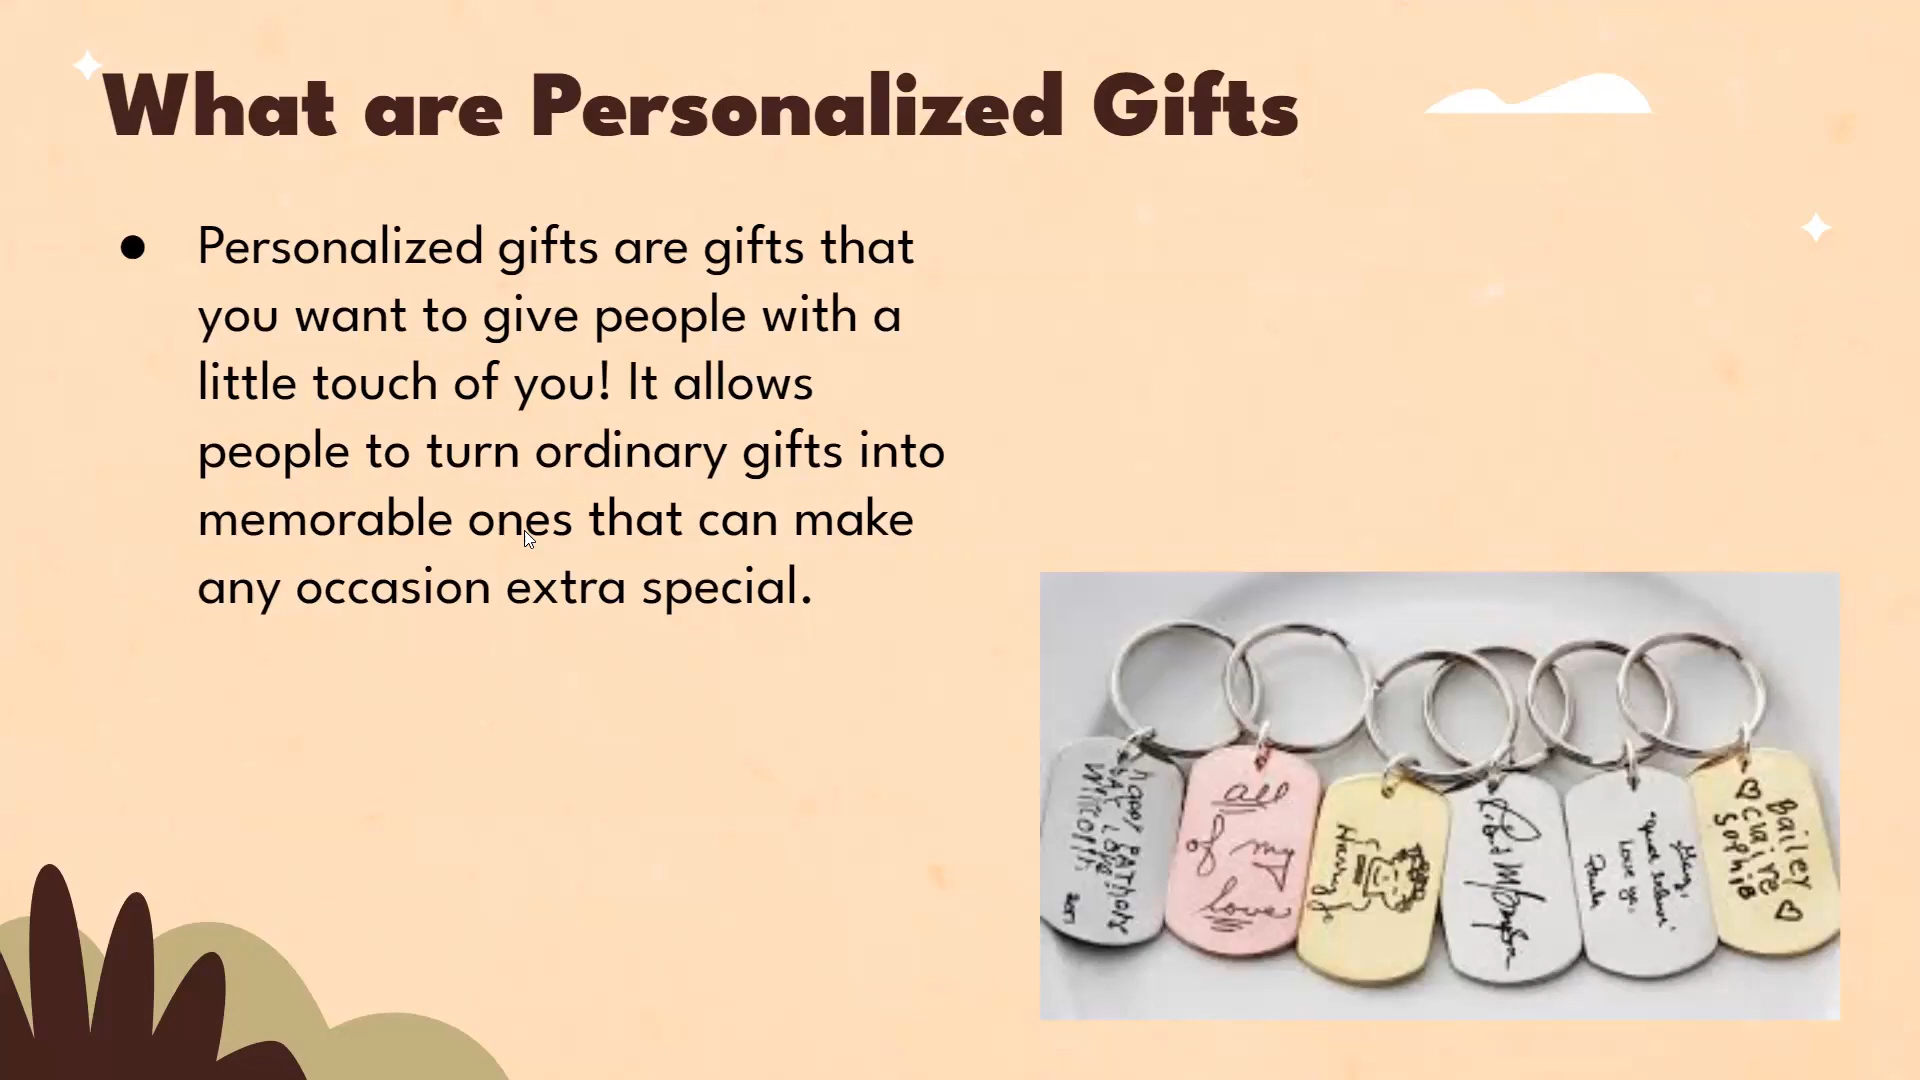 What are Personalized Gifts
● Personalized gifts are gifts that
you want to give people with a
little touch of you! It allows
people to turn ordinary gifts into
memorable ones that can make
any occasion extra special.
all
of my
love
Bailey
Claire
Sophia